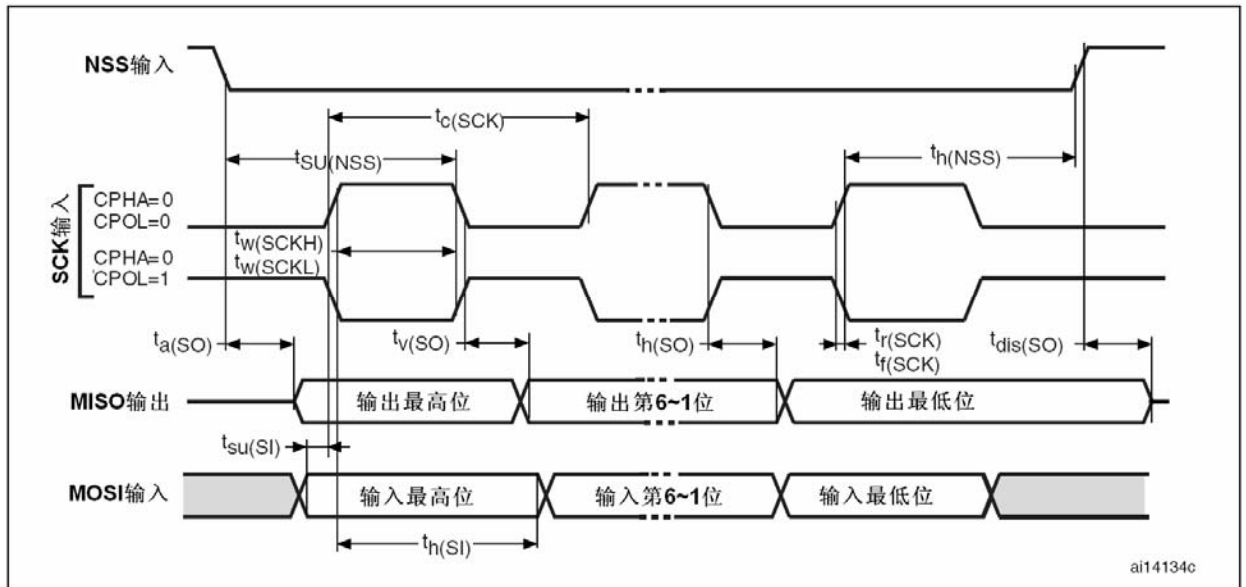 NSS输入
tc(SCK)
tSU(NSS)
th(NSS)
SCK输入
CPHA=0
CPOL=0
tw(SCKH)
tw(SCKL)
CPHA=0
CPOL=1
ta(SO)
tv(SO)
th(SO)
tr(SCK)
tf(SCK)
tdis(SO)
MISO输出
输出最高位
输出第6~1位
输出最低位
tsu(SI)
MOSI输入
输入最高位
输入第6~1位
输入最低位
th(SI)
ai14134c